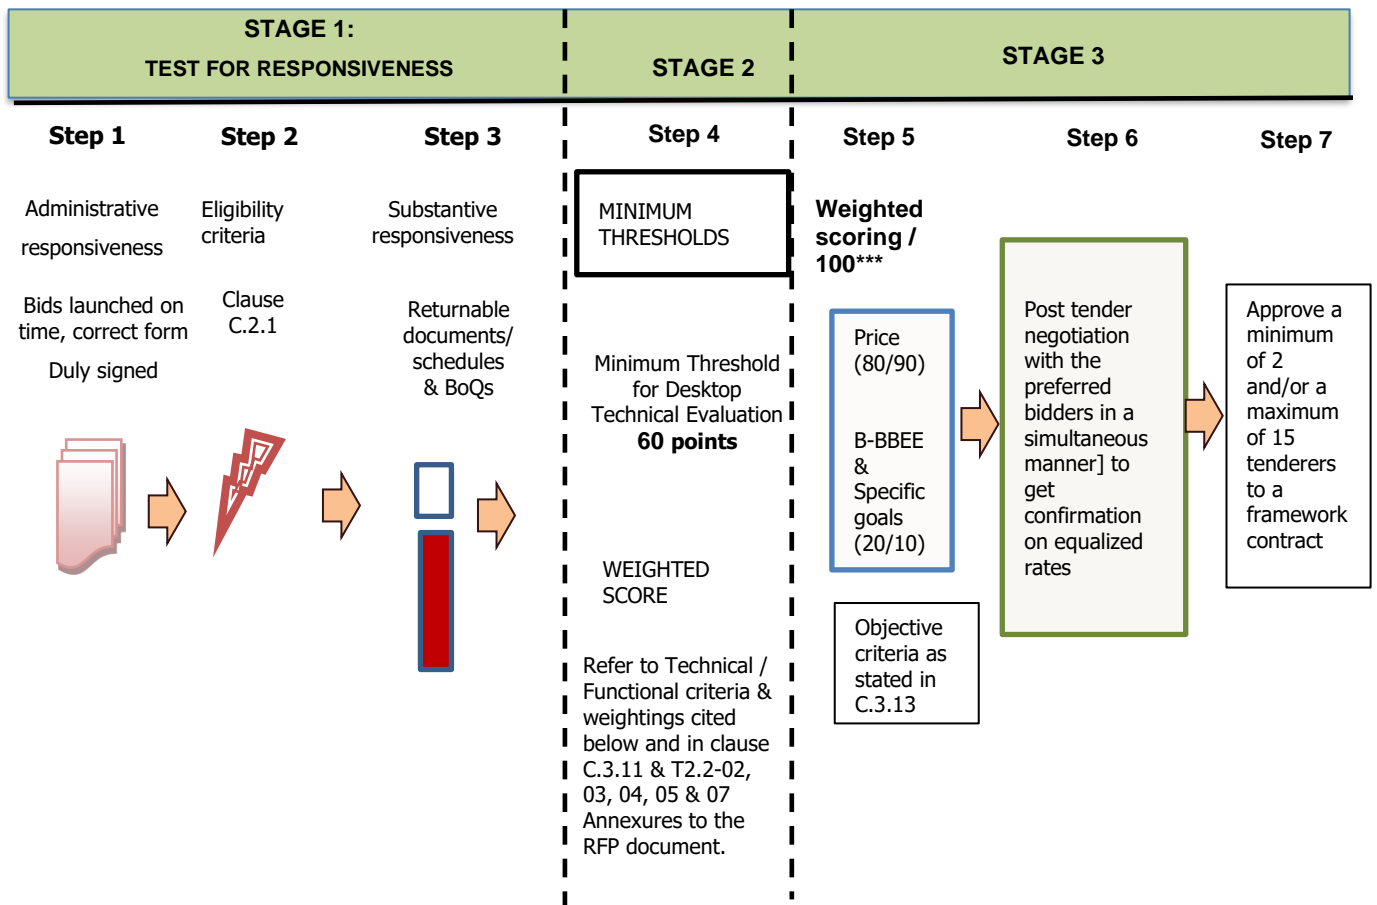 STAGE 1:
TEST FOR RESPONSIVENESS
STAGE 2
STAGE 3
Step 1
Administrative
responsiveness
Bids launched on
time, correct form
Duly signed
Step 2
Eligibility
criteria
Clause
C.2.1
Step 3
Substantive
responsiveness
Returnable
documents/
schedules
& BoQs
Step 4
MINIMUM
THRESHOLDS
Minimum Threshold
for Desktop
Technical Evaluation
60 points
WEIGHTED
SCORE
Refer to Technical /
Functional criteria &
weightings cited
below and in clause
C.3.11 & T2.2-02,
03, 04, 05 & 07
Annexures to the
RFP document.
Step 5
Weighted
scoring /
100***
Price
(80/90)
B-BBEE
&
Specific
goals
(20/10)
Objective
criteria as
stated in
C.3.13
Step 6
Post tender
negotiation
with the
preferred
bidders in a
simultaneous
manner] to
get
confirmation
on equalized
rates
Step 7
Approve a
minimum
of 2
and/or a
maximum
of 15
tenderers
to a
framework
contract